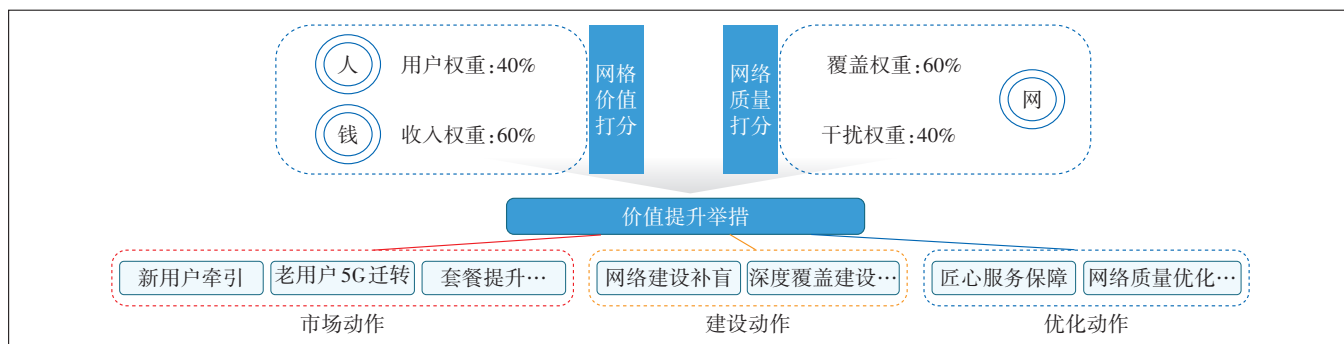 人
用户权重:40%
钱
收入权重:60%
网格
价值
打分
网络
质量
打分
覆盖权重:60%
干扰权重:40%
网
价值提升举措
新用户牵引
老用户5G迁转
套餐提升…
网络建设补盲
深度覆盖建设…
匠心服务保障
网络质量优化…
市场动作
建设动作
优化动作